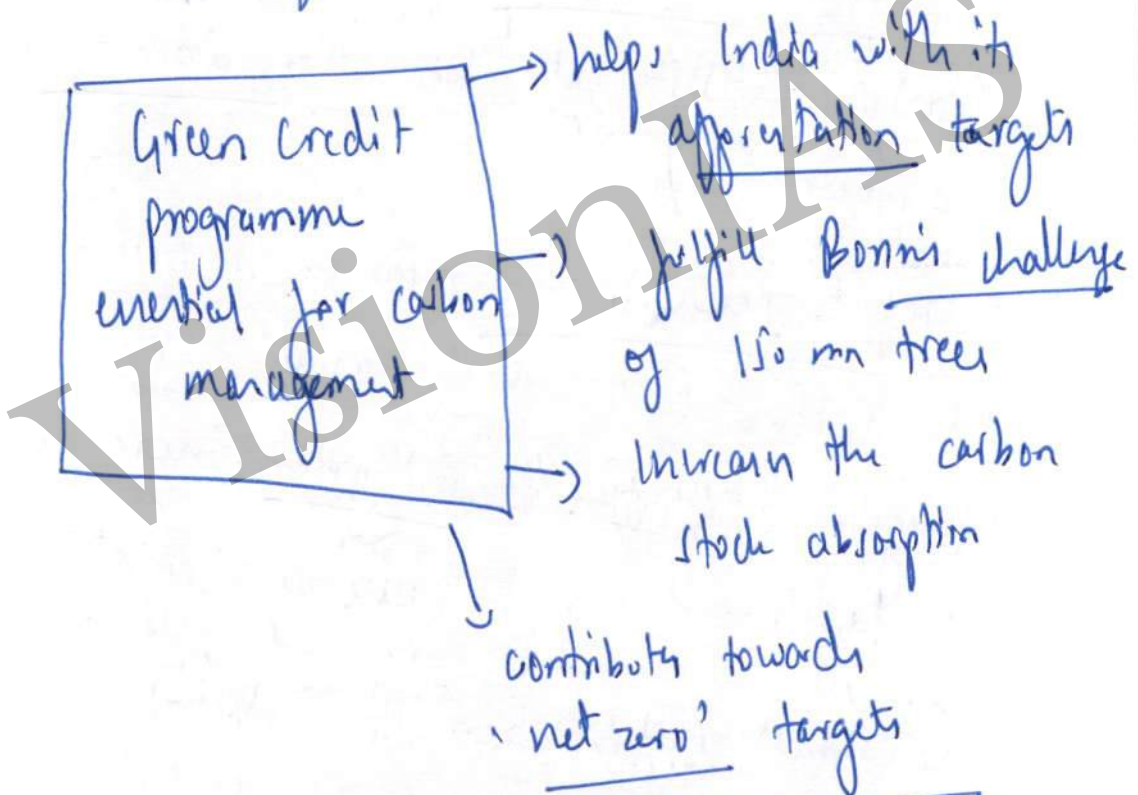 Green Credit
programme
essential for carbon
management
→ helps India with its
afforestation targets
→ fulfill Bonn's challenge
of 150 mn trees
→ Increase the carbon
stock absorption
contributes towards
'net zero' targets
VisionIAS